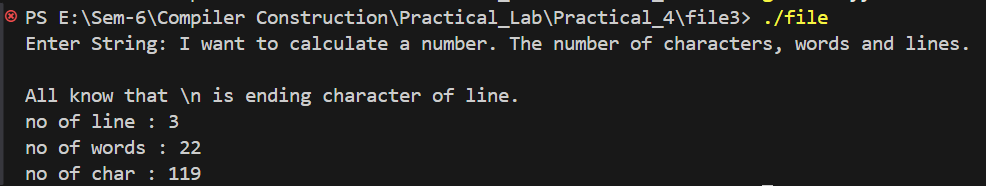 PS E:\Sem-6\Compiler Construction\Practical_Lab\Practical_4\file3> ./file
Enter String: I want to calculate a number. The number of characters, words and lines.
All know that \n is ending character of line.
no of line : 3
no of words : 22
no of char : 119